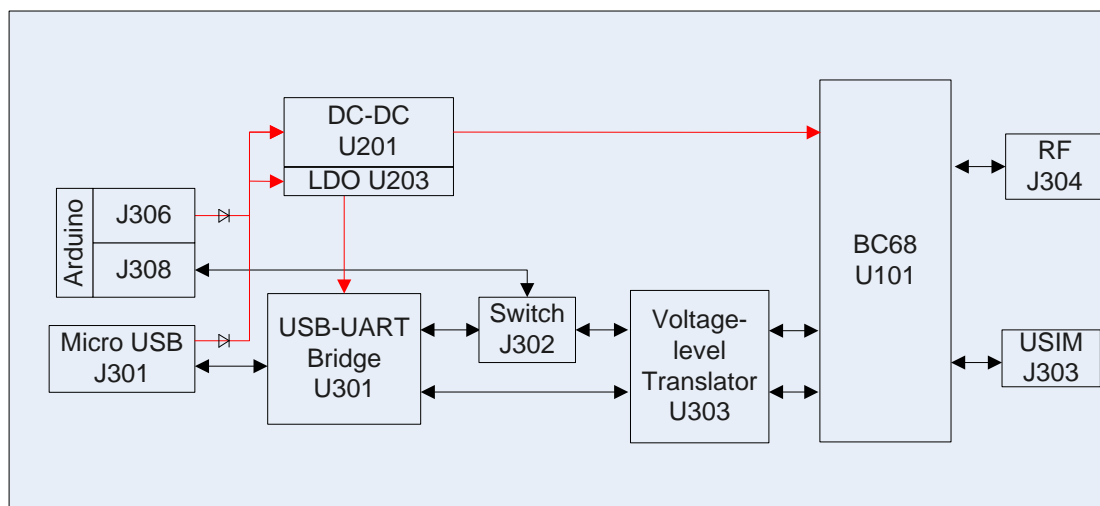 DC-DC
U201
LDO U203
Arduino
J306
J308
Micro USB
J301
USB-UART
Bridge
U301
Switch
J302
Voltage-
level
Translator
U303
BC68
U101
RF
J304
USIM
J303